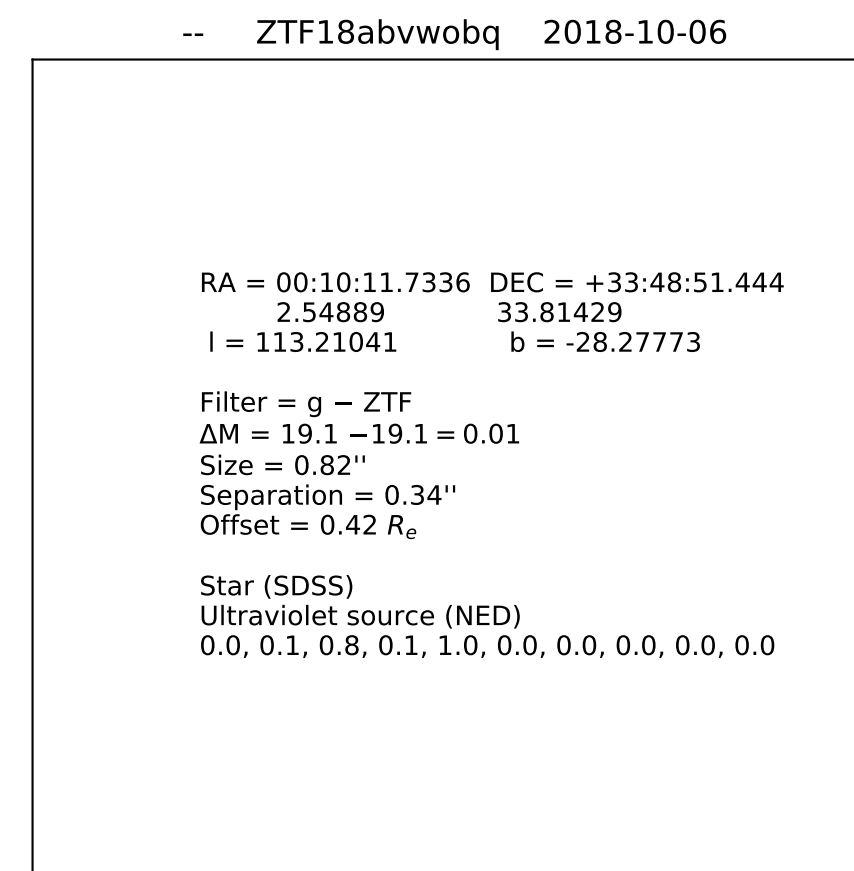 -- ZTF18abvwobq 2018-10-06
RA = 00:10:11.7336 DEC = +33:48:51.444
2.54889 33.81429
l = 113.21041 b = -28.27773
Filter = g − ZTF
ΔM = 19.1 −19.1 = 0.01
Size = 0.82''
Separation = 0.34''
Offset = 0.42 Rₑ
Star (SDSS)
Ultraviolet source (NED)
0.0, 0.1, 0.8, 0.1, 1.0, 0.0, 0.0, 0.0, 0.0, 0.0